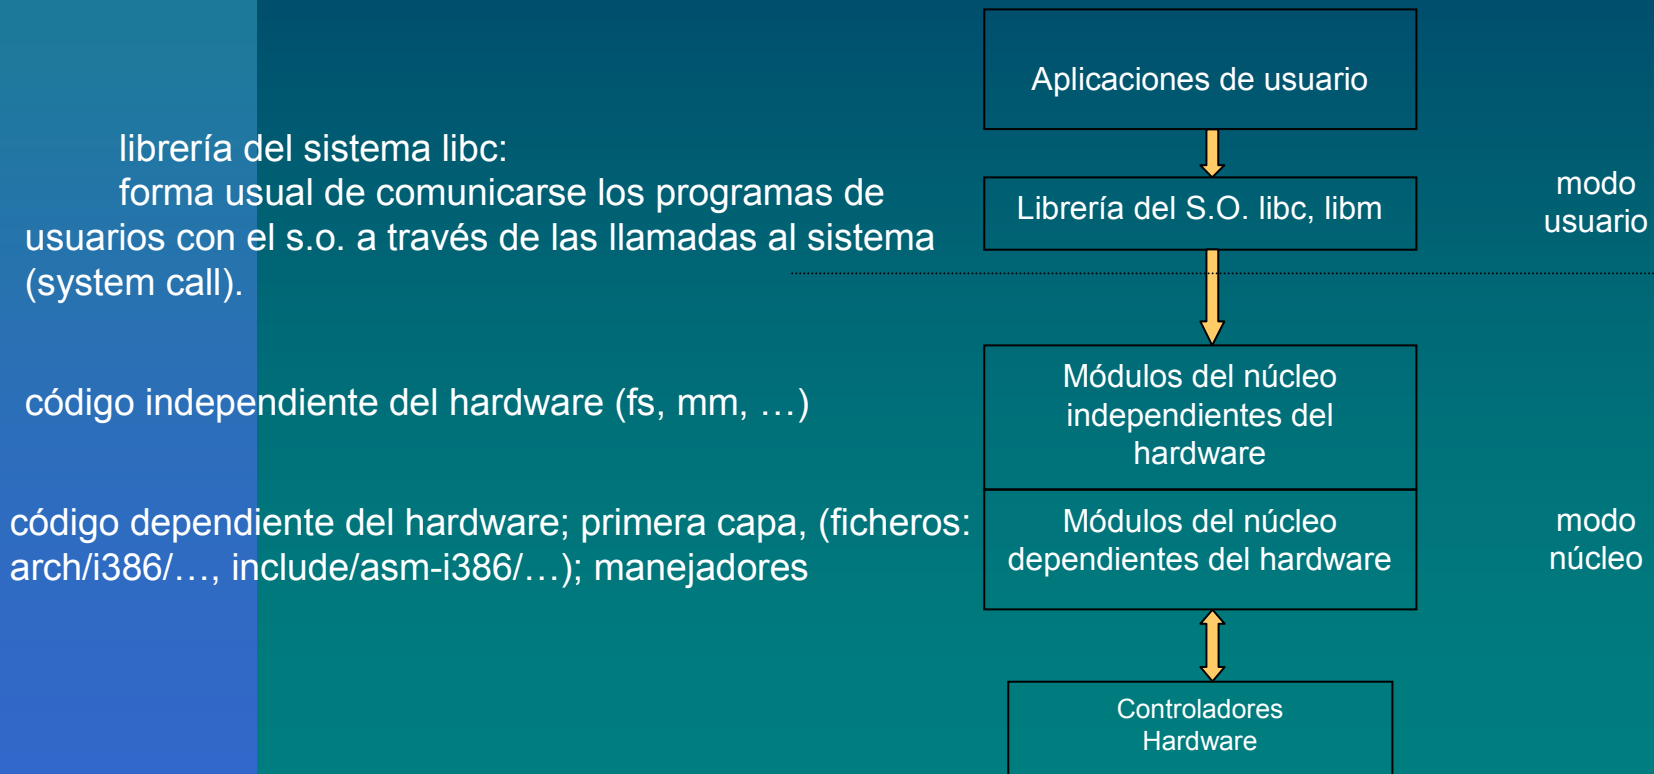 Aplicaciones de usuario
librería del sistema libc:
forma usual de comunicarse los programas de
usuarios con el s.o. a través de las llamadas al sistema
(system call).
Librería del S.O. libc, libm
modo
usuario
código independiente del hardware (fs, mm, …)
Módulos del núcleo
independientes del
hardware
código dependiente del hardware; primera capa, (ficheros:
arch/i386/…, include/asm-i386/…); manejadores
Módulos del núcleo
dependientes del hardware
modo
núcleo
Controladores
Hardware